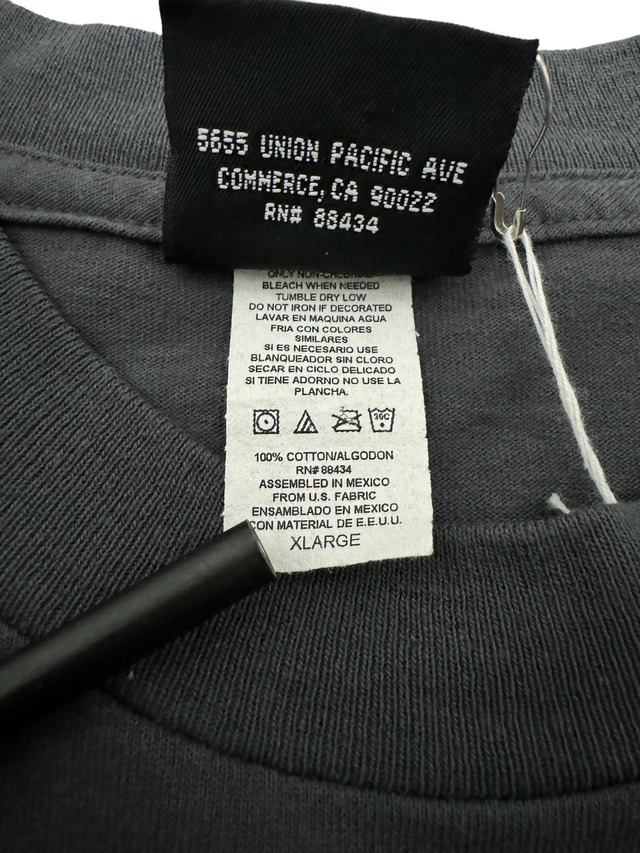 5655 UNION PACIFIC AVE
COMMERCE, CA 90022
RN# 88434
ONLY NON-CHLORINE
BLEACH WHEN NEEDED
TUMBLE DRY LOW
DO NOT IRON IF DECORATED
LAVAR EN MAQUINA AGUA
FRIA CON COLORES
SIMILARES
SI ES NECESARIO USE
BLANQUEADOR SIN CLORO
SECAR EN CICLO DELICADO
SI TIENE ADORNO NO USE LA
PLANCHA.
30C
100% COTTON/ALGODON
RN# 88434
ASSEMBLED IN MEXICO
FROM U.S. FABRIC
ENSAMBLADO EN MEXICO
CON MATERIAL DE E.E.U.U.
XLARGE